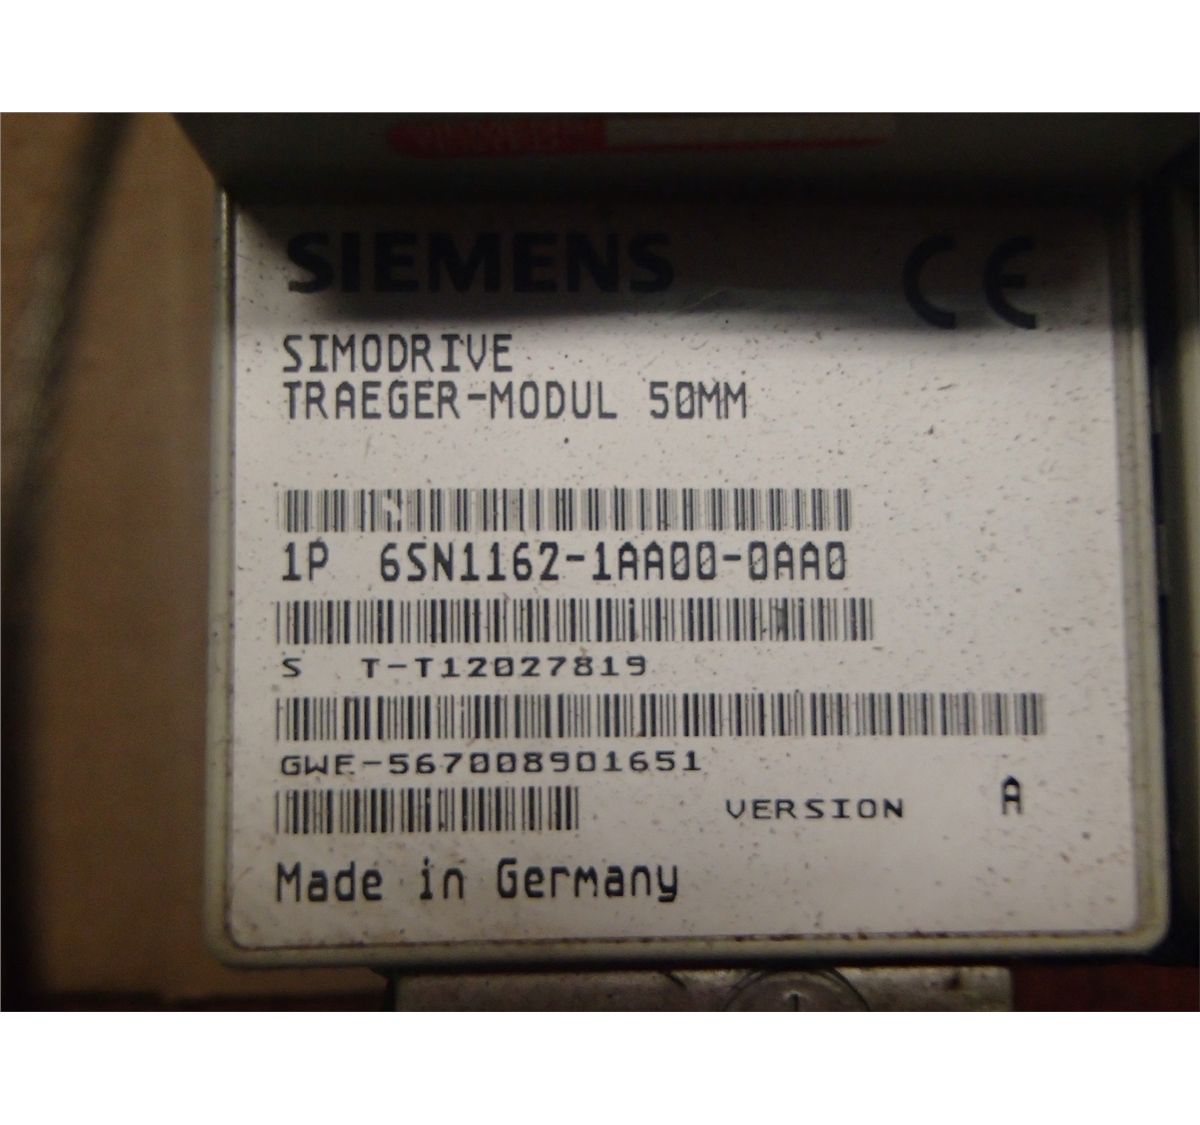 SIEMENS
CE
SIMODRIVE
TRAEGER-MODUL 50MM
1P 6SN1162-1AA00-0AA0
S T-T12027819
GWE-567008901651
VERSION A
Made in Germany